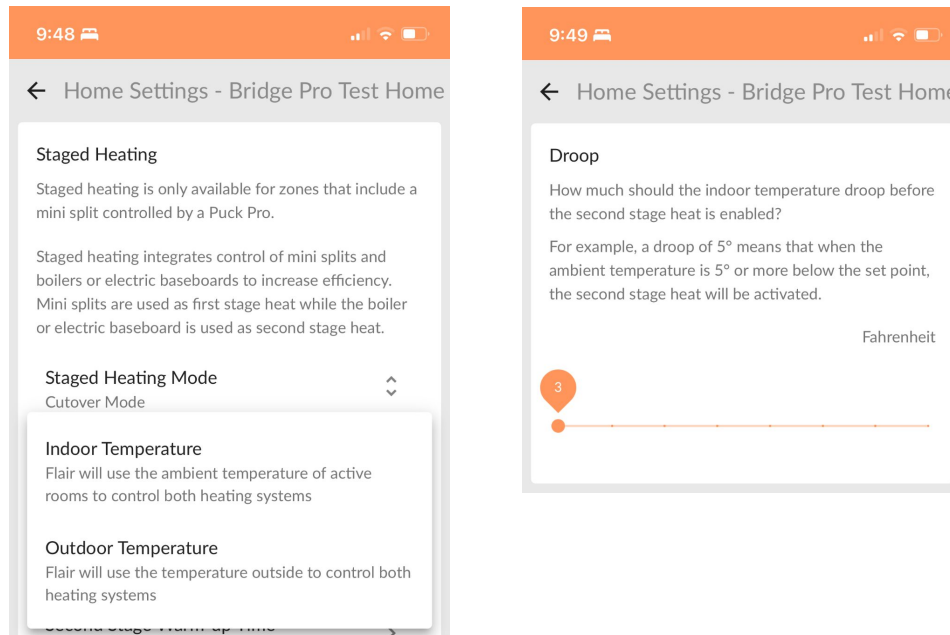 9:48
Home Settings - Bridge Pro Test Home
Staged Heating
Staged heating is only available for zones that include a
mini split controlled by a Puck Pro.
Staged heating integrates control of mini splits and
boilers or electric baseboards to increase efficiency.
Mini splits are used as first stage heat while the boiler
or electric baseboard is used as second stage heat.
Staged Heating Mode
Cutover Mode
Indoor Temperature
Flair will use the ambient temperature of active
rooms to control both heating systems
Outdoor Temperature
Flair will use the temperature outside to control both
heating systems
Second Stage Warm-up Time
9:49
Home Settings - Bridge Pro Test Home
Droop
How much should the indoor temperature droop before
the second stage heat is enabled?
For example, a droop of 5° means that when the
ambient temperature is 5° or more below the set point,
the second stage heat will be activated.
Fahrenheit
3